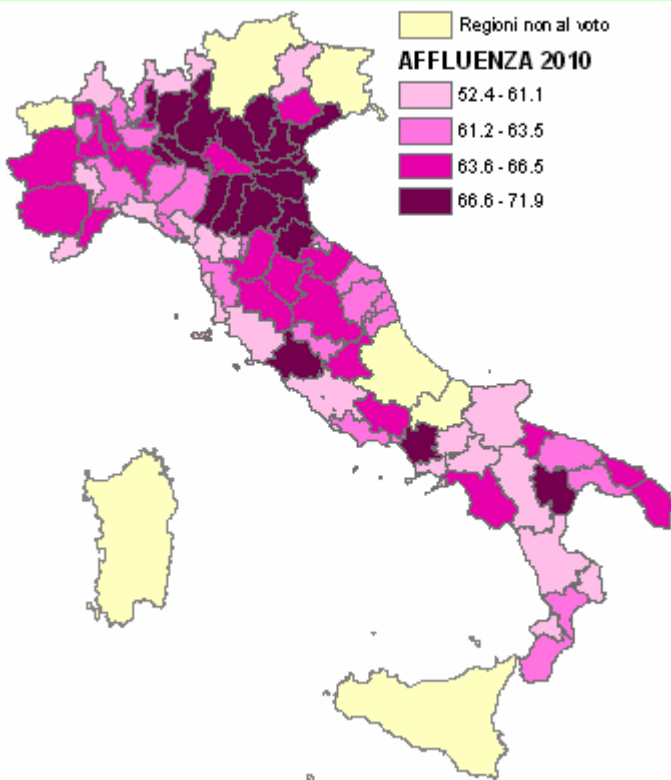 Regioni non al voto
AFFLUENZA 2010
52.4 - 61.1
61.2 - 63.5
63.6 - 66.5
66.6 - 71.9